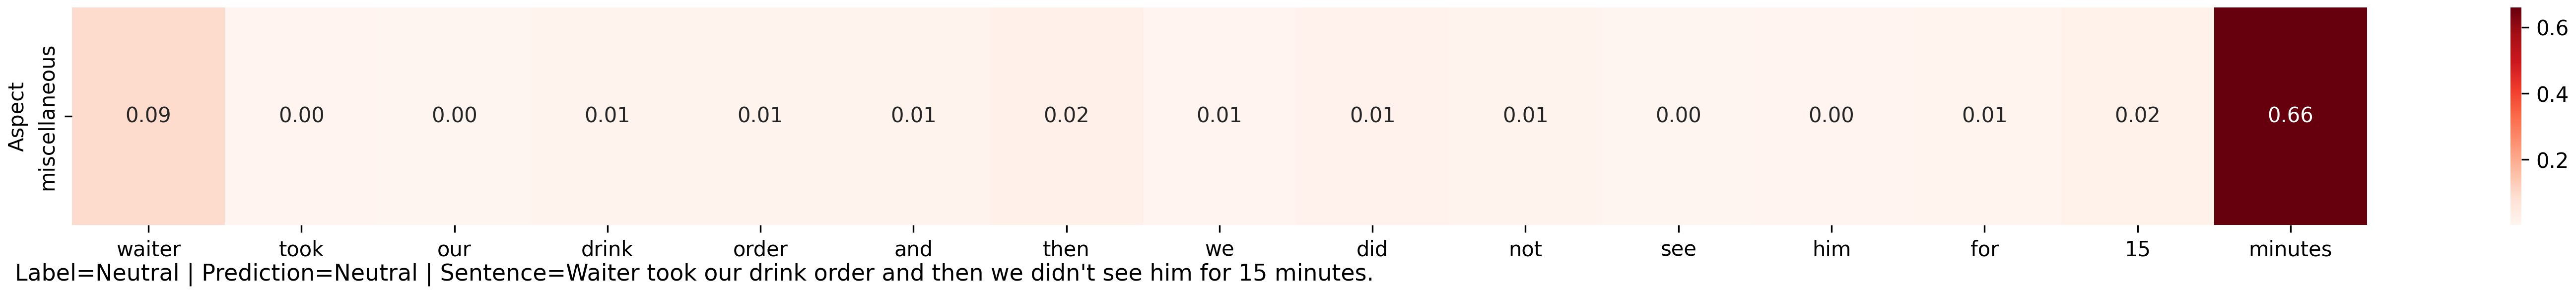 Aspect
miscellaneous
0.09 0.00 0.00 0.01 0.01 0.01 0.02 0.01 0.01 0.01 0.00 0.00 0.01 0.02 0.66
0.6
0.4
0.2
waiter took our drink order and then we did not see him for 15 minutes
Label=Neutral | Prediction=Neutral | Sentence=Waiter took our drink order and then we didn't see him for 15 minutes.